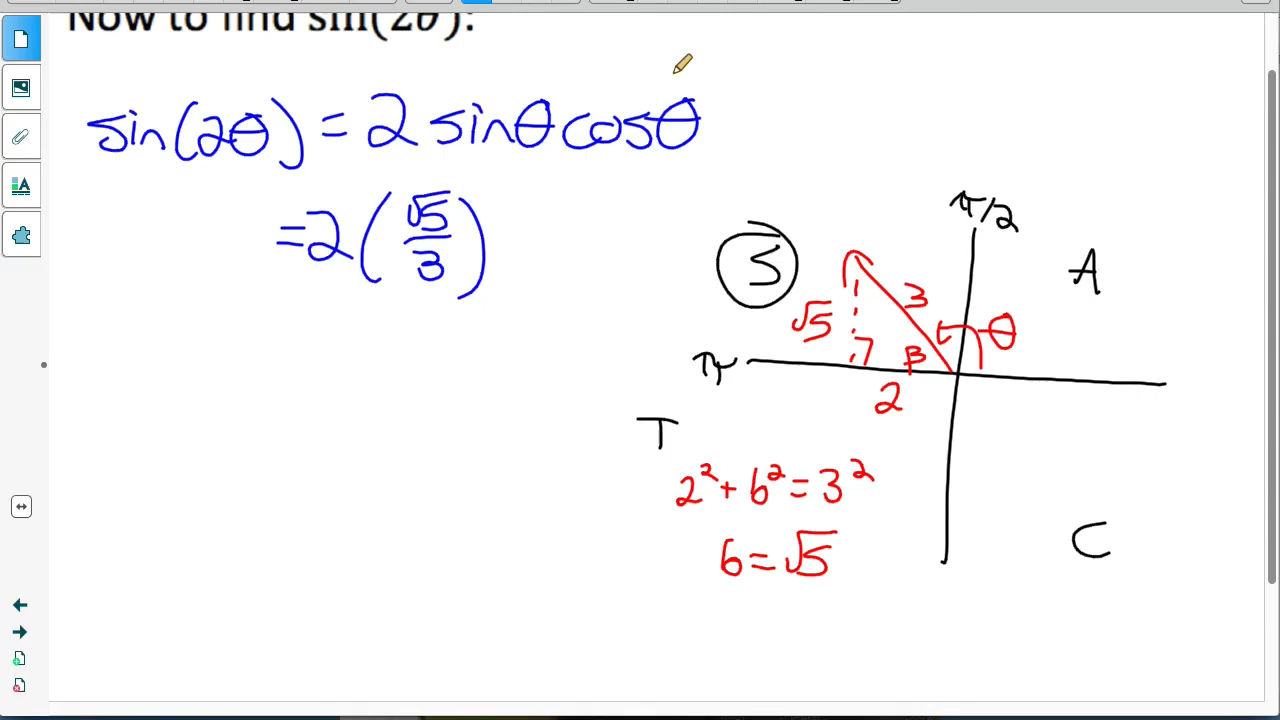 Now to find sin(2θ):
sin(2θ) = 2 sinθ cosθ
= 2 (√5/3)
π/2
S
A
3
√5
θ
β
π
2
T
2² + b² = 3²
b = √5
C